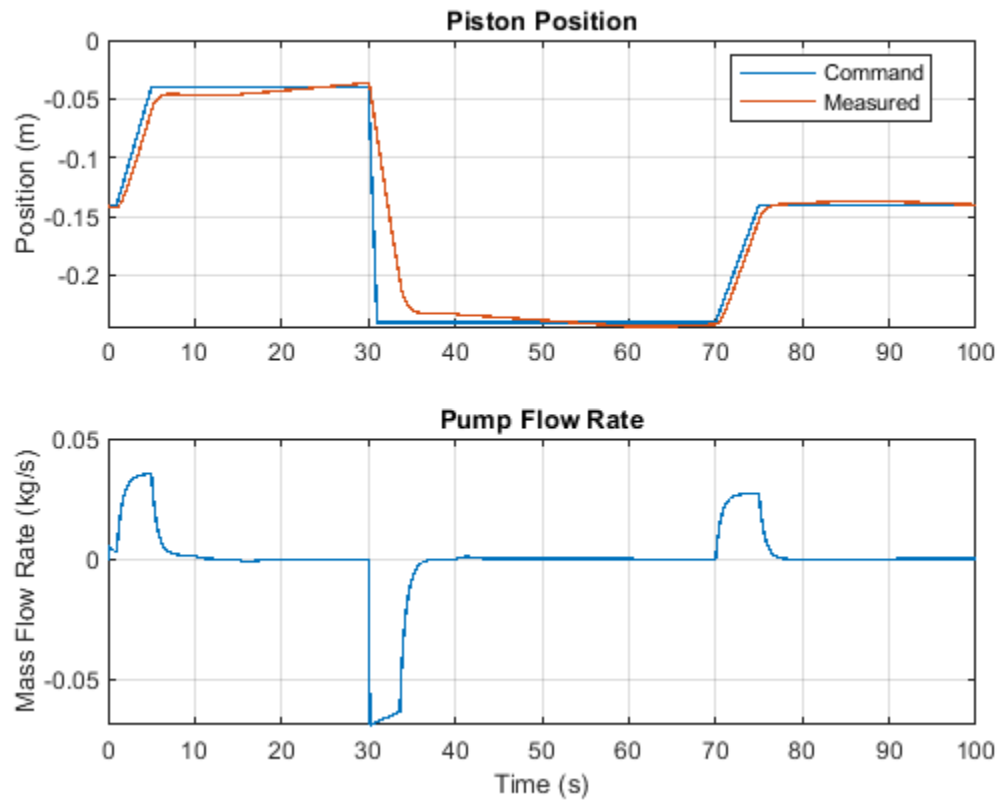 Piston Position
0
-0.05
-0.1
-0.15
-0.2
Position (m)
Command
Measured
0 10 20 30 40 50 60 70 80 90 100
Pump Flow Rate
0.05
0
-0.05
Mass Flow Rate (kg/s)
0 10 20 30 40 50 60 70 80 90 100
Time (s)